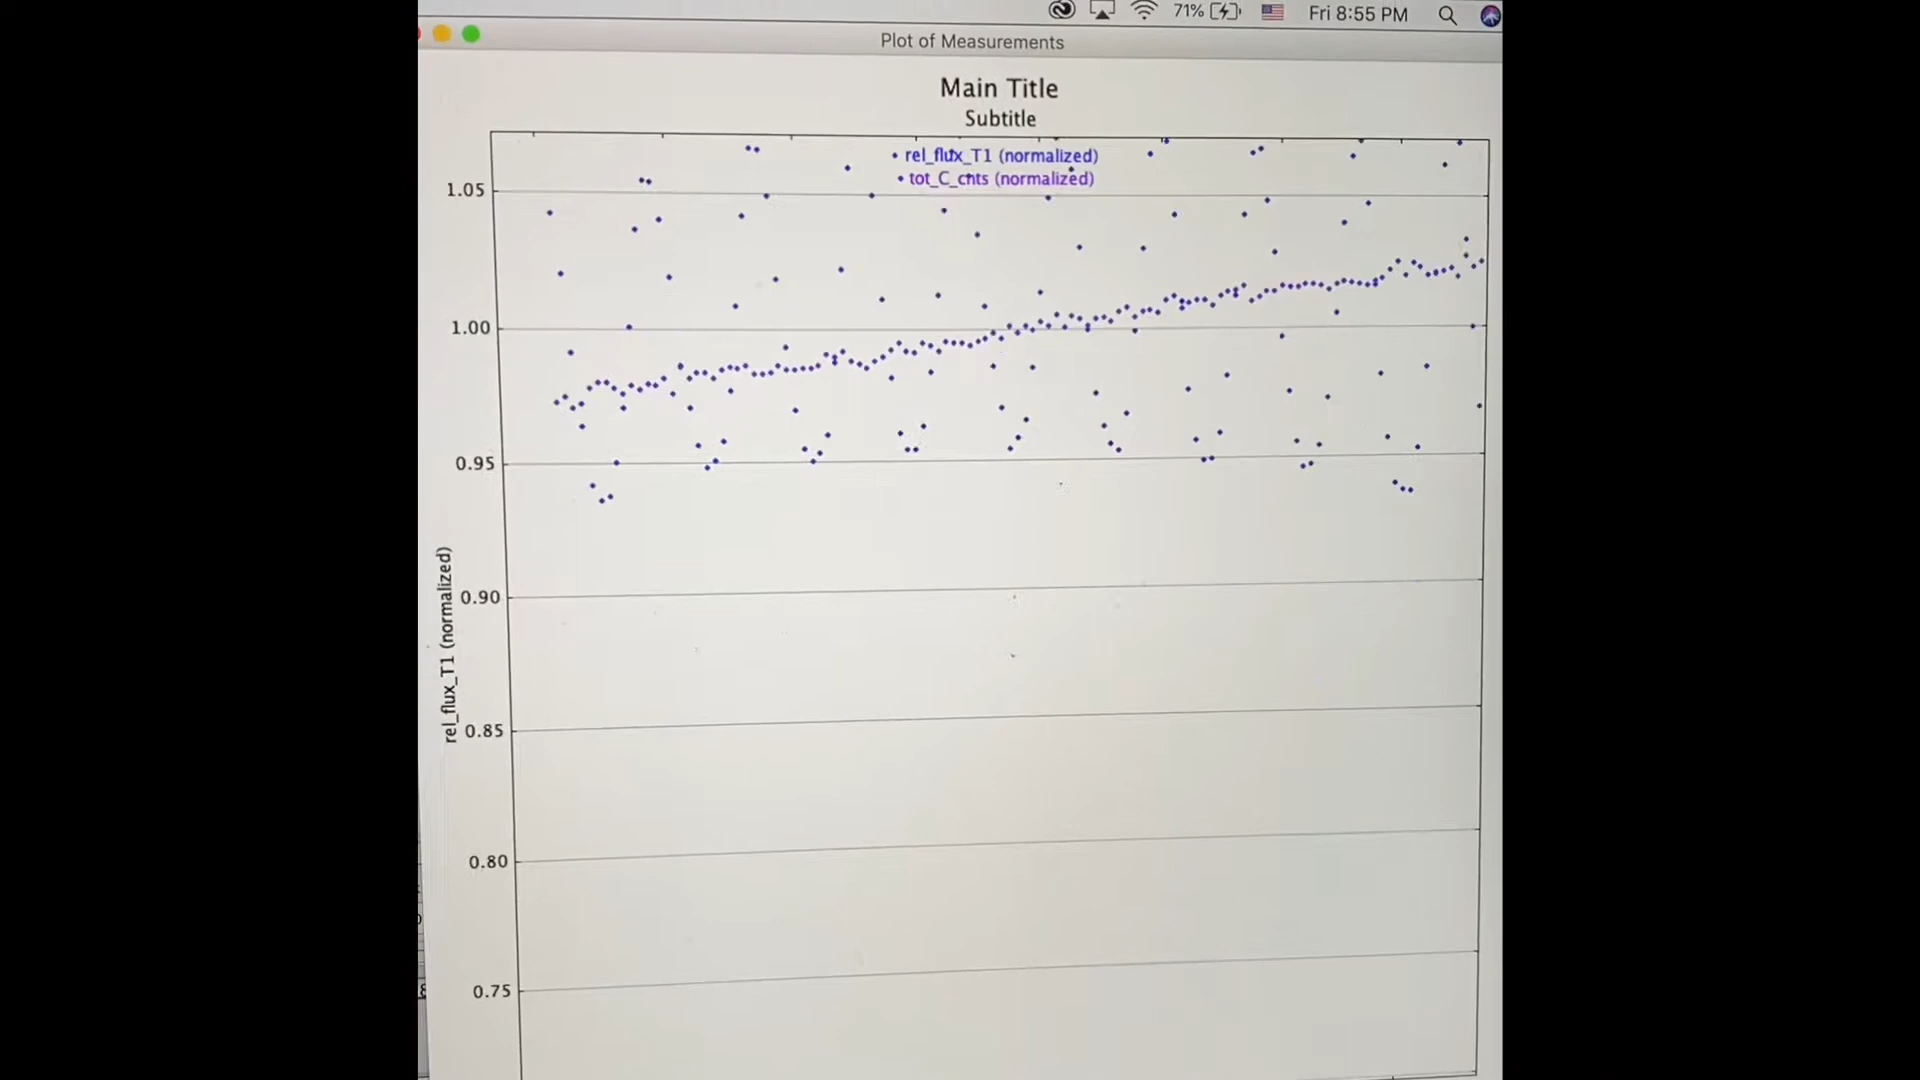 71%
Fri 8:55 PM
Plot of Measurements
Main Title
Subtitle
rel_flux_T1 (normalized)
tot_C_cnts (normalized)
1.05
1.00
0.95
0.90
0.85
0.80
0.75
rel_flux_T1 (normalized)